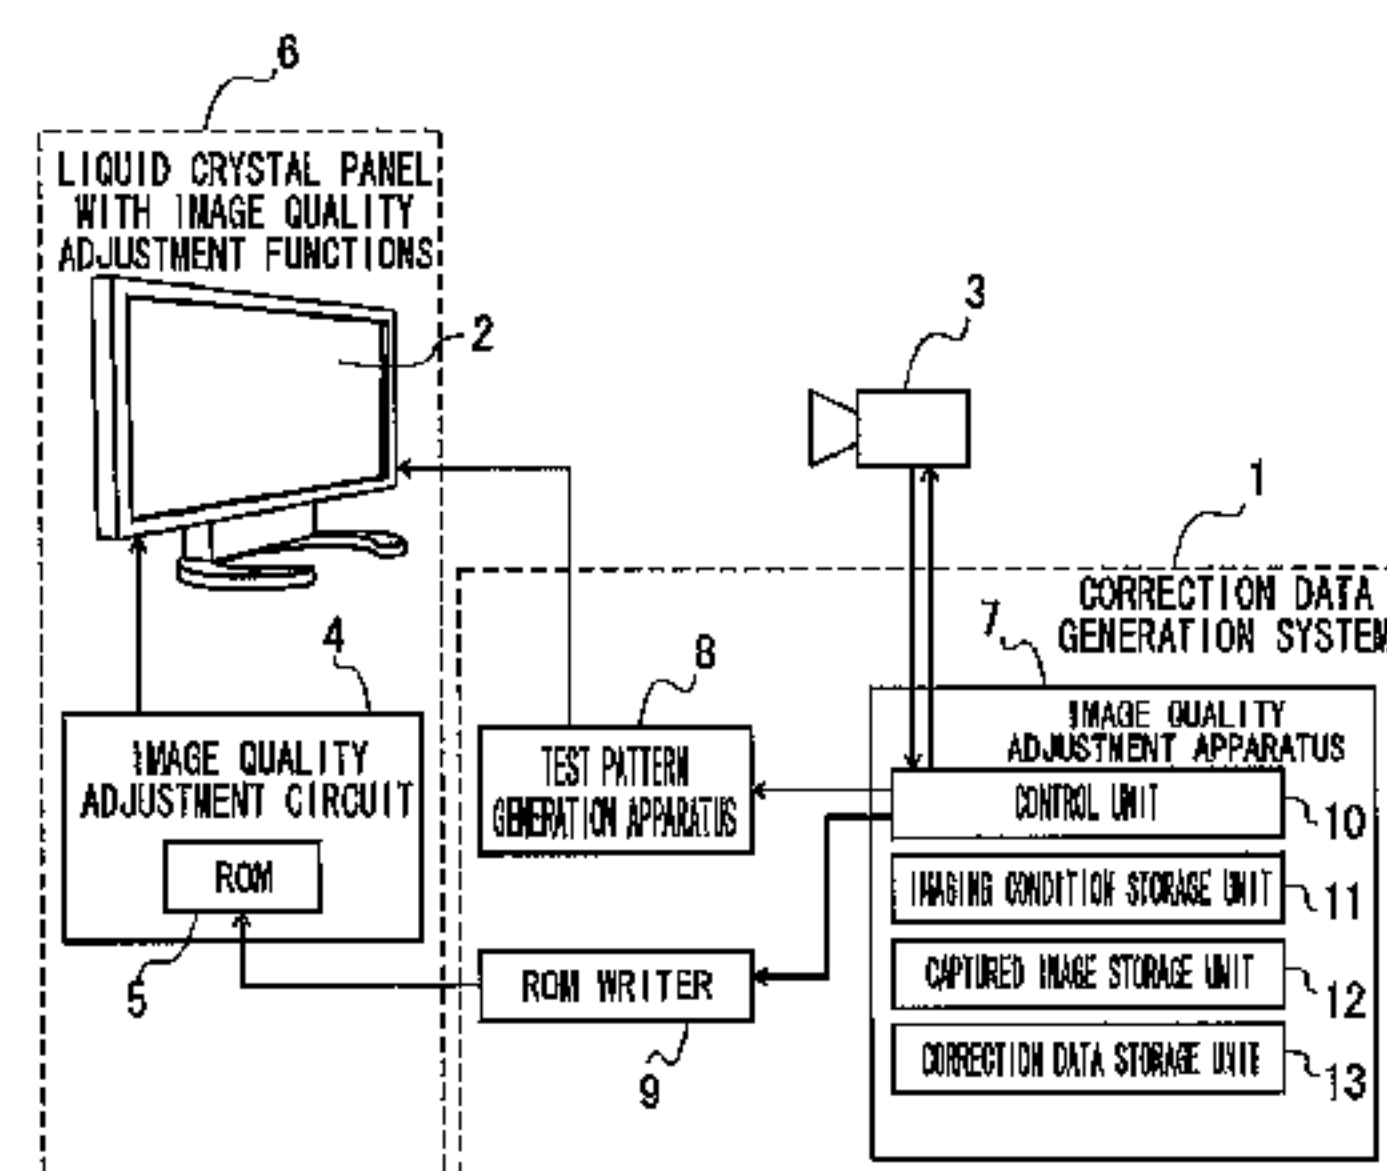 6
LIQUID CRYSTAL PANEL
WITH IMAGE QUALITY
ADJUSTMENT FUNCTIONS
2
3
1
CORRECTION DATA
GENERATION SYSTEM
7
4
8
IMAGE QUALITY
ADJUSTMENT APPARATUS
IMAGE QUALITY
ADJUSTMENT CIRCUIT
TEST PATTERN
GENERATION APPARATUS
CONTROL UNIT
10
ROM
IMAGING CONDITION STORAGE UNIT
11
5
ROM WRITER
CAPTURED IMAGE STORAGE UNIT
12
9
CORRECTION DATA STORAGE UNIT
13